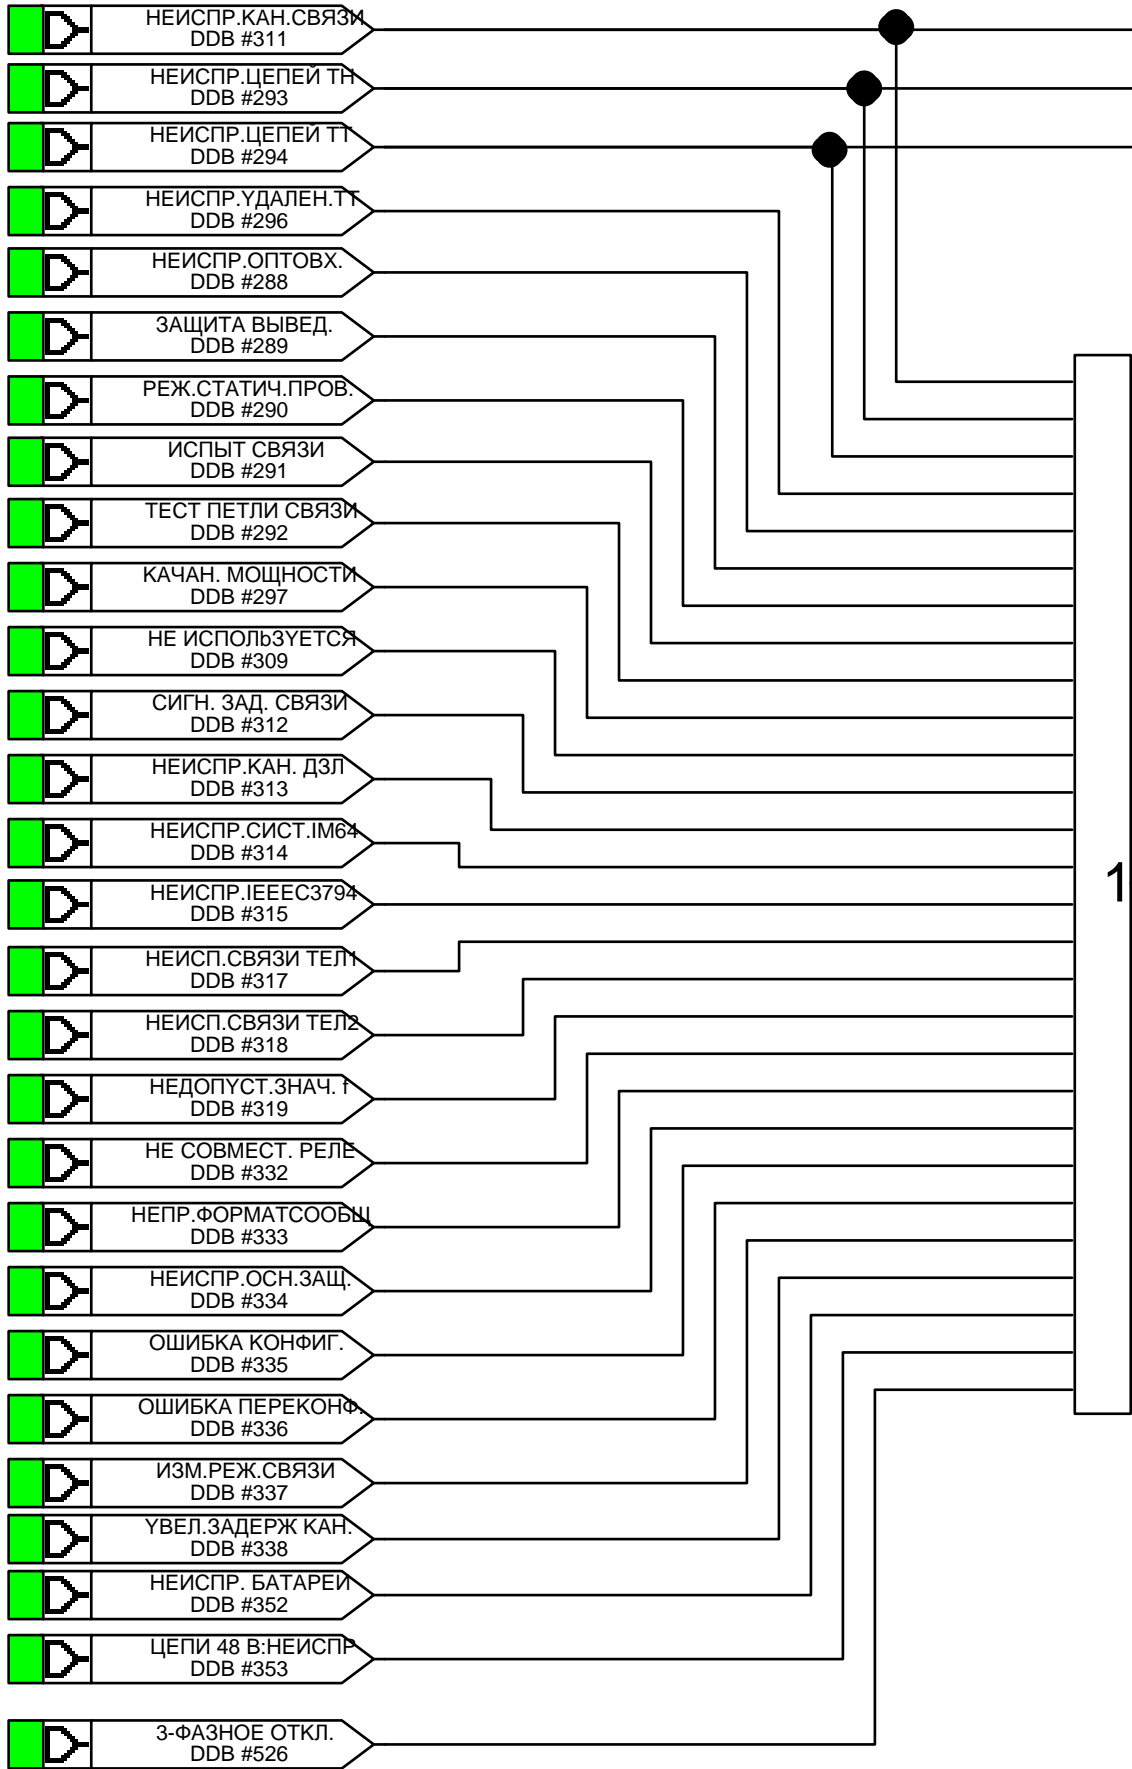 НЕИСПР.КАН.СВЯЗИ
DDB #311
НЕИСПР.ЦЕПЕЙ ТН
DDB #293
НЕИСПР.ЦЕПЕЙ ТТ
DDB #294
НЕИСПР.YДАЛЕН.ТТ
DDB #296
НЕИСПР.ОПТОВХ.
DDB #288
ЗАЩИТА ВЫВЕД.
DDB #289
РЕЖ.СТАТИЧ.ПРОВ.
DDB #290
ИСПЫТ СВЯЗИ
DDB #291
ТЕСТ ПЕТЛИ СВЯЗИ
DDB #292
КАЧАН. МОЩНОСТИ
DDB #297
НЕ ИСПОЛbЗYЕТСЯ
DDB #309
СИГН. ЗАД. СВЯЗИ
DDB #312
НЕИСПР.КАН. ДЗЛ
DDB #313
НЕИСПР.СИСТ.IM64
DDB #314
НЕИСПР.IEEEC3794
DDB #315
НЕИСП.СВЯЗИ ТЕЛ1
DDB #317
НЕИСП.СВЯЗИ ТЕЛ2
DDB #318
НЕДОПYСТ.ЗНАЧ. f
DDB #319
НЕ СОВМЕСТ. РЕЛЕ
DDB #332
НЕПР.ФОРМАТСООБЩ
DDB #333
НЕИСПР.ОСН.ЗАЩ.
DDB #334
ОШИБКА КОНФИГ.
DDB #335
ОШИБКА ПЕРЕКОНФ.
DDB #336
ИЗМ.РЕЖ.СВЯЗИ
DDB #337
YВЕЛ.ЗАДЕРЖ КАН.
DDB #338
НЕИСПР. БАТАРЕИ
DDB #352
ЦЕПИ 48 В:НЕИСПР
DDB #353
3-ФАЗНОЕ ОТКЛ.
DDB #526
1